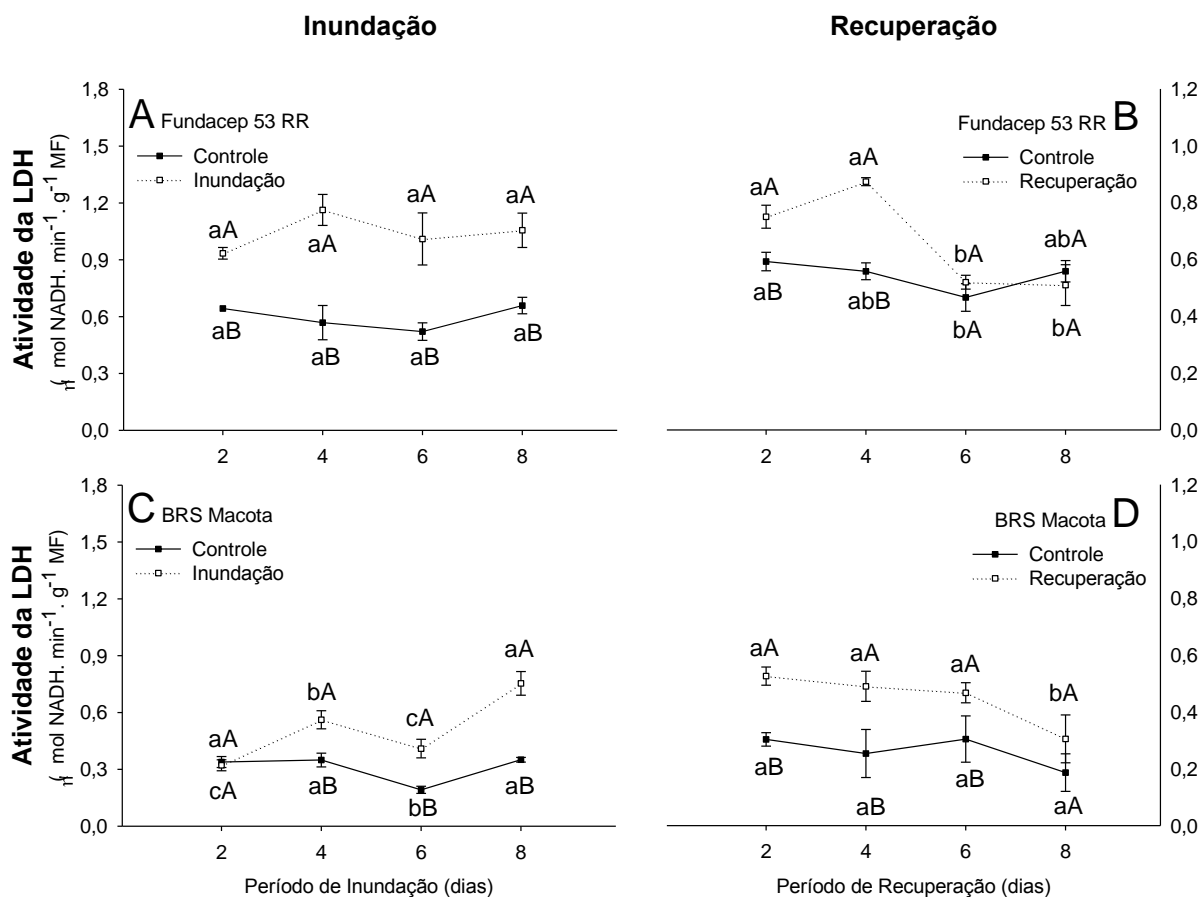 Inundação
Recuperação
Atividade da LDH
(η mol NADH. min⁻¹. g⁻¹ MF)
1,8
1,5
1,2
0,9
0,6
0,3
0,0
A Fundacep 53 RR
Controle
Inundação
aA
aA
aA
aA
aB
aB
aB
aB
2 4 6 8
Fundacep 53 RR B
Controle
Recuperação
aA
aA
bA
abA
aB
abB
bA
bA
2 4 6 8
1,2
1,0
0,8
0,6
0,4
0,2
0,0
Atividade da LDH
(η mol NADH. min⁻¹. g⁻¹ MF)
1,8
1,5
1,2
0,9
0,6
0,3
0,0
C BRS Macota
Controle
Inundação
aA
bA
cA
aA
cA
aB
bB
aB
2 4 6 8
Período de Inundação (dias)
BRS Macota D
Controle
Recuperação
aA
aA
aA
bA
aB
aB
aB
aA
2 4 6 8
Período de Recuperação (dias)
1,2
1,0
0,8
0,6
0,4
0,2
0,0